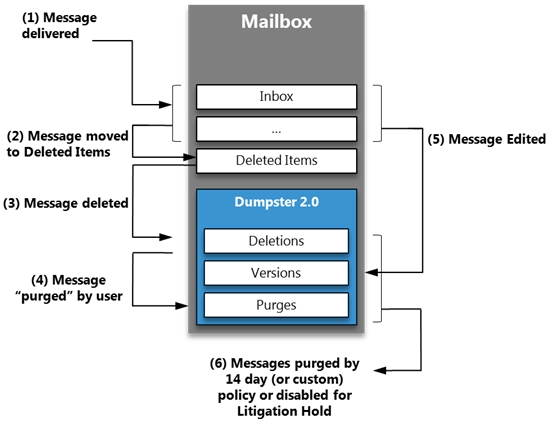 (1) Message
delivered
Mailbox
Inbox
...
(2) Message moved
to Deleted Items
Deleted Items
(5) Message Edited
(3) Message deleted
Dumpster 2.0
Deletions
Versions
(4) Message
"purged" by user
Purges
(6) Messages purged by
14 day (or custom)
policy or disabled for
Litigation Hold